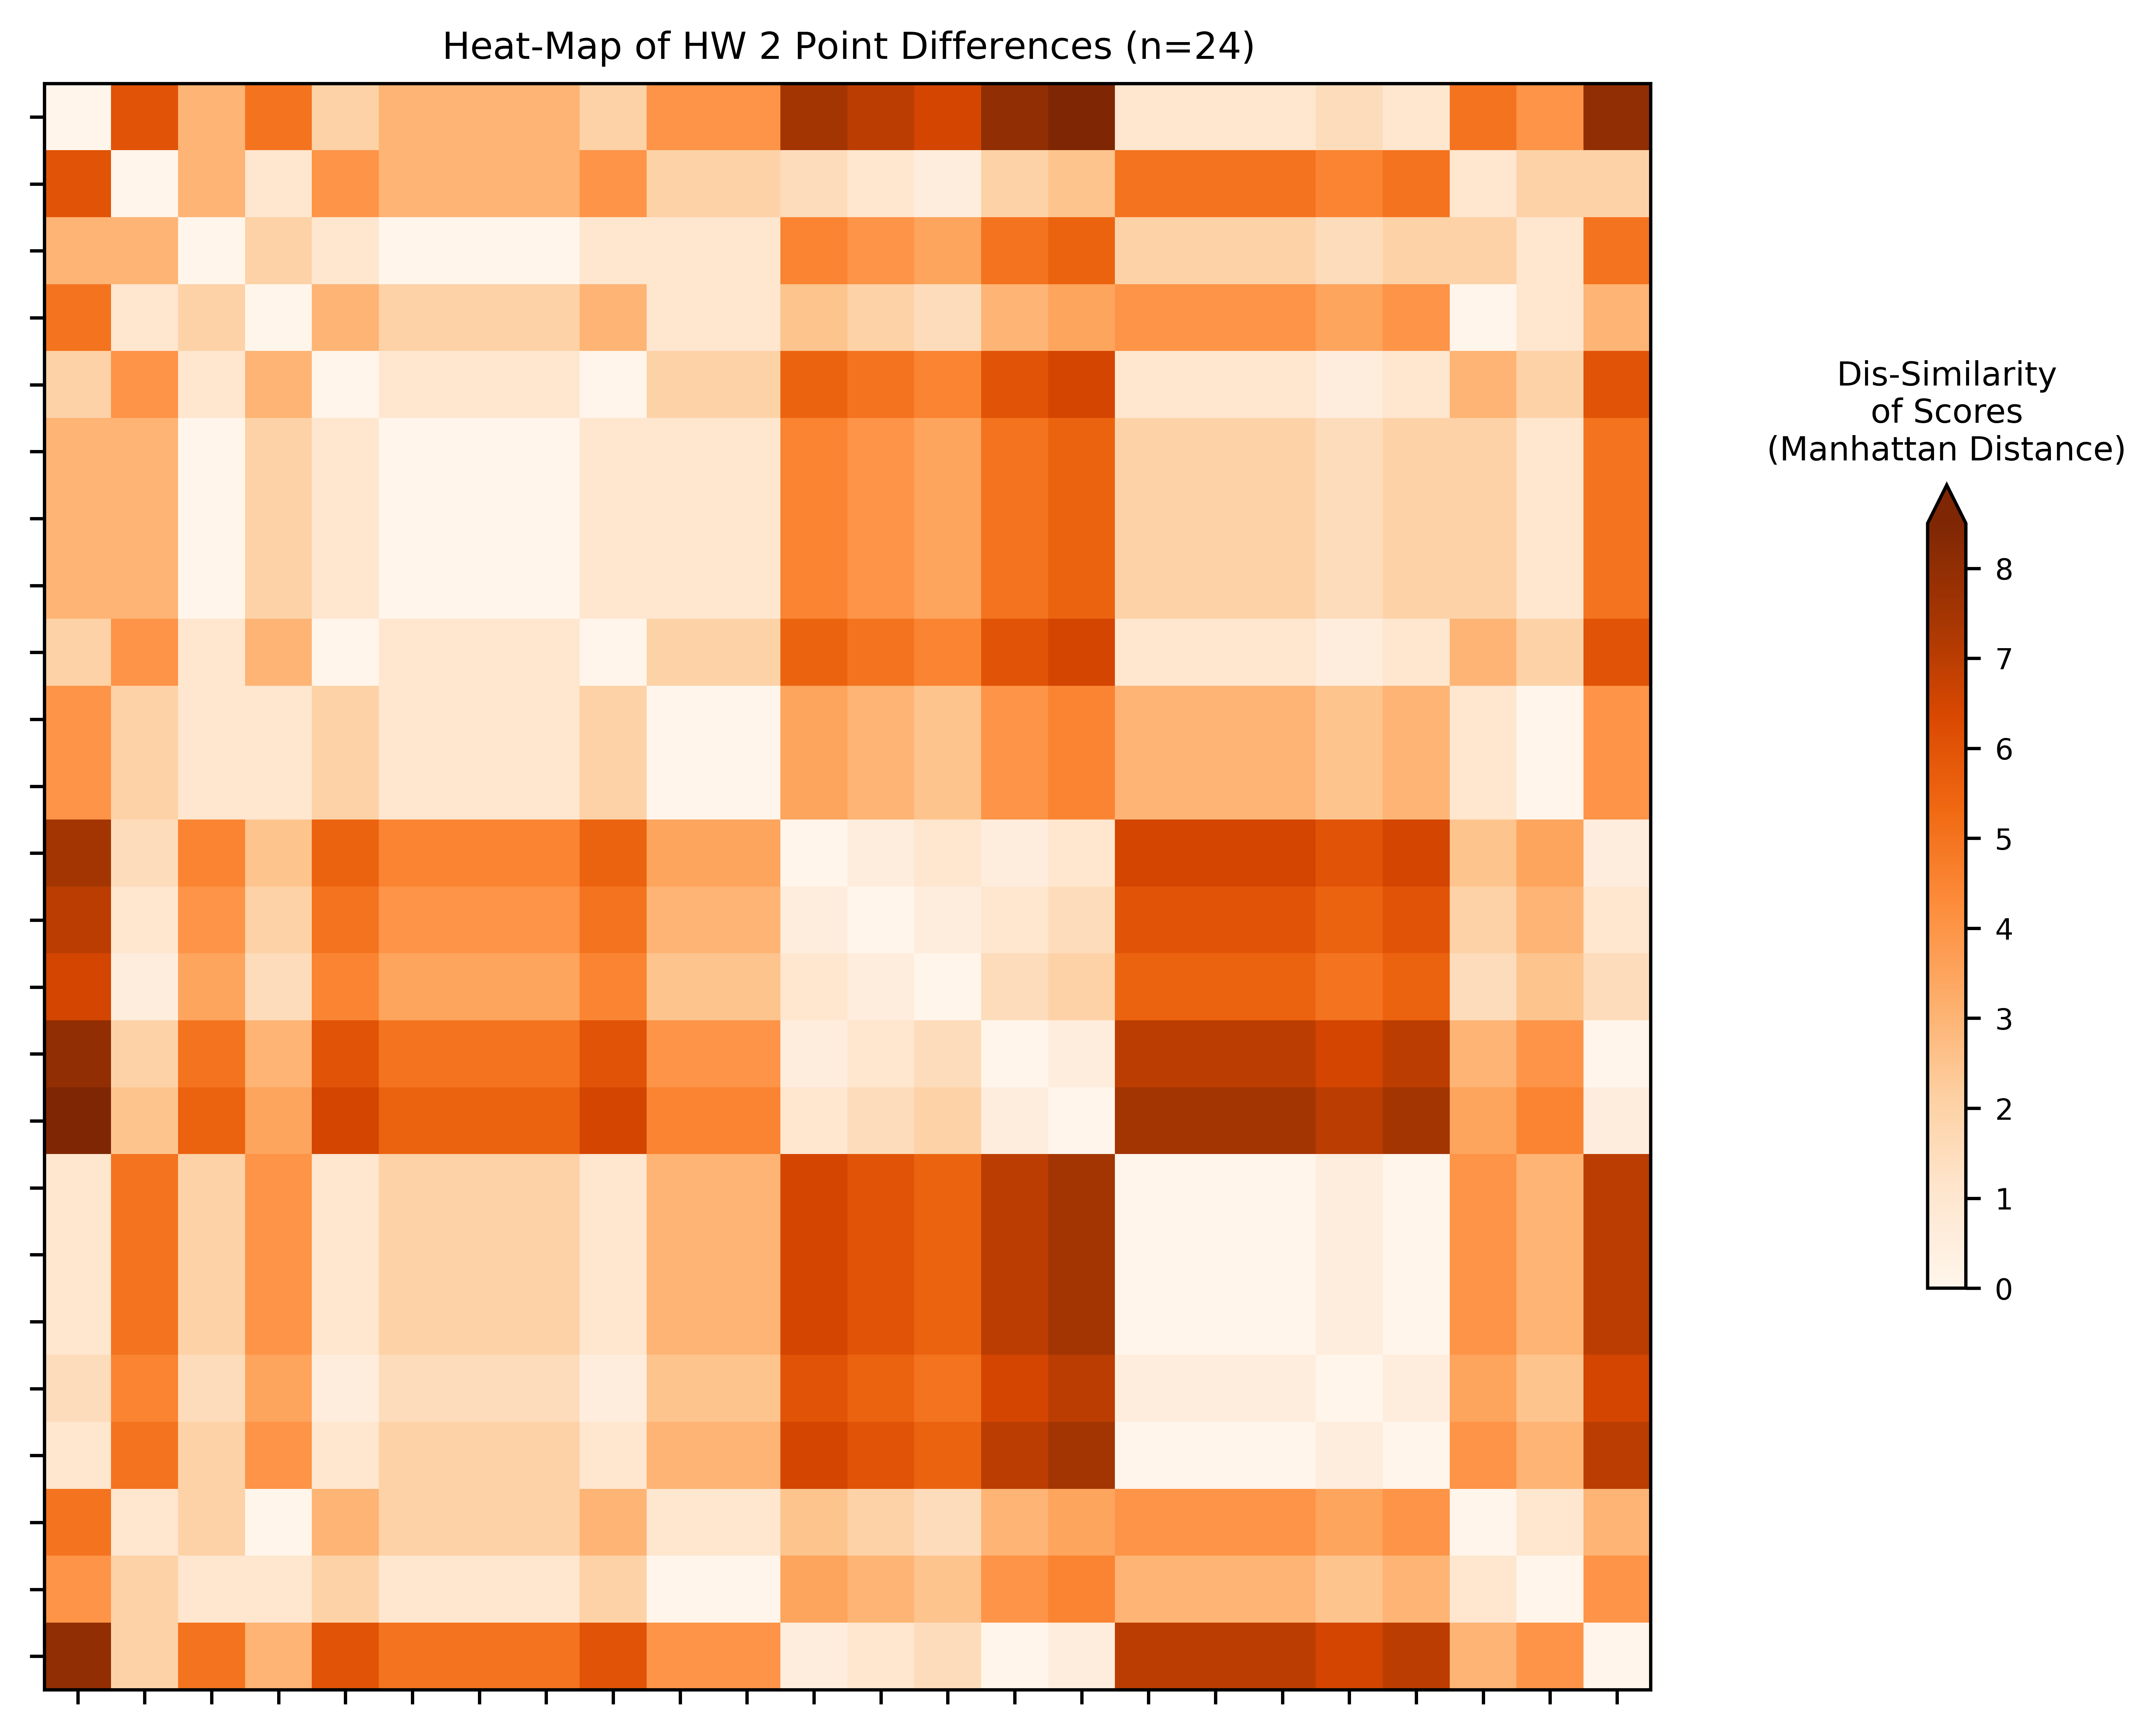 Heat-Map of HW 2 Point Differences (n=24)
Dis-Similarity
of Scores
(Manhattan Distance)
8
7
6
5
4
3
2
1
0